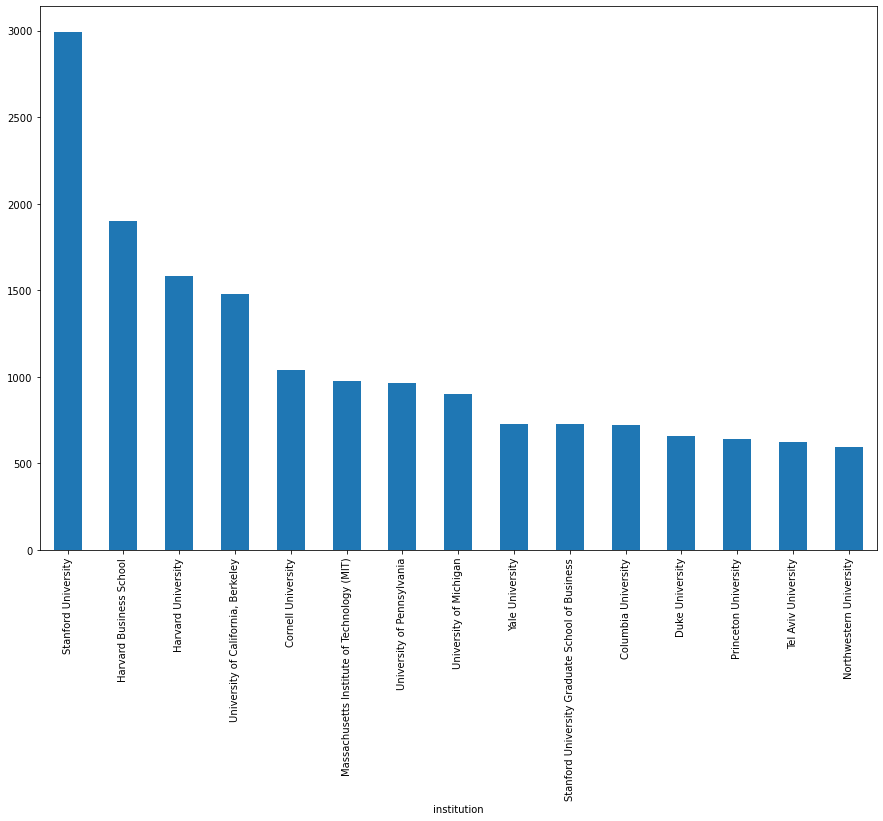 3000
2500
2000
1500
1000
500
0
Stanford University
Harvard Business School
Harvard University
University of California, Berkeley
Cornell University
Massachusetts Institute of Technology (MIT)
University of Pennsylvania
University of Michigan
Yale University
Stanford University Graduate School of Business
Columbia University
Duke University
Princeton University
Tel Aviv University
Northwestern University
institution